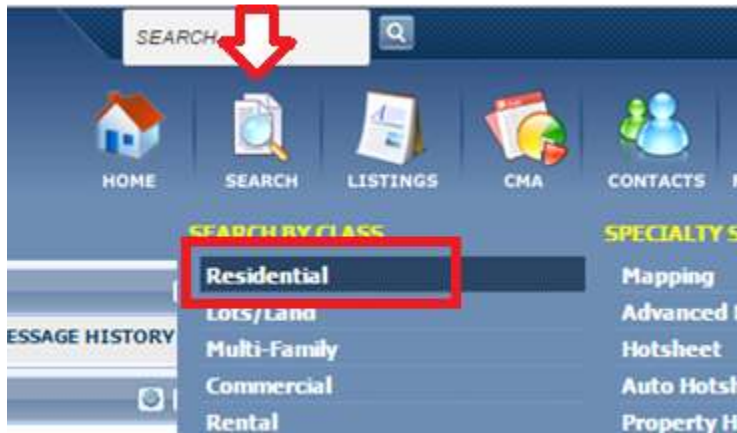 SEARCH
HOME SEARCH LISTINGS CMA CONTACTS
SEARCH BY CLASS SPECIALTY
Residential Mapping
Lots/Land Advanced
ESSAGE HISTORY Multi-Family Hotsheet
Commercial Auto
Rental Property